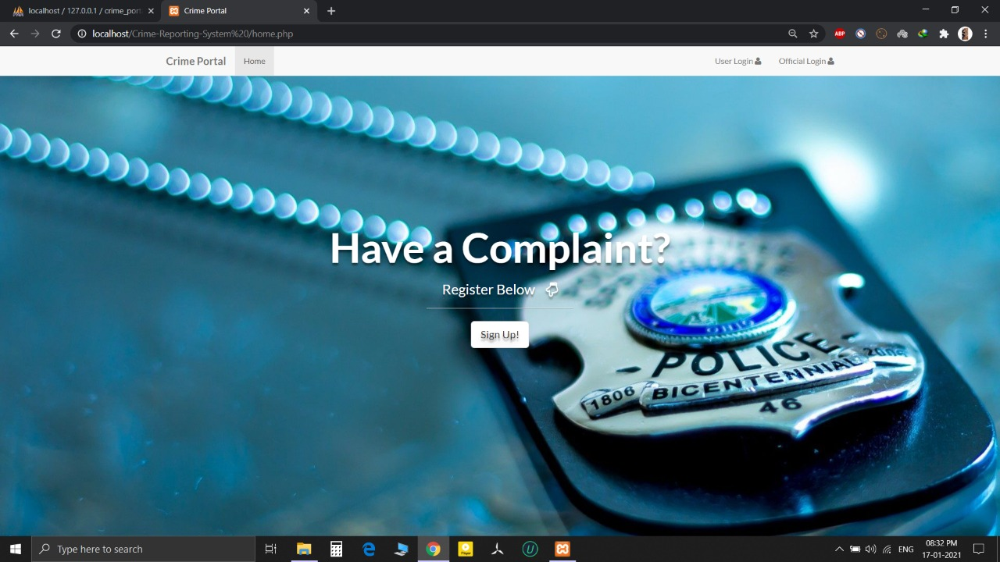 localhost / 127.0.0.1 / crime_port
Crime Portal
localhost/Crime-Reporting-System%20/home.php
ABP
Crime Portal
Home
User Login
Official Login
Have a Complaint?
Register Below
Sign Up!
POLICE
1806 BICENTENNIAL 2006
46
Type here to search
ENG
08:32 PM
17-01-2021